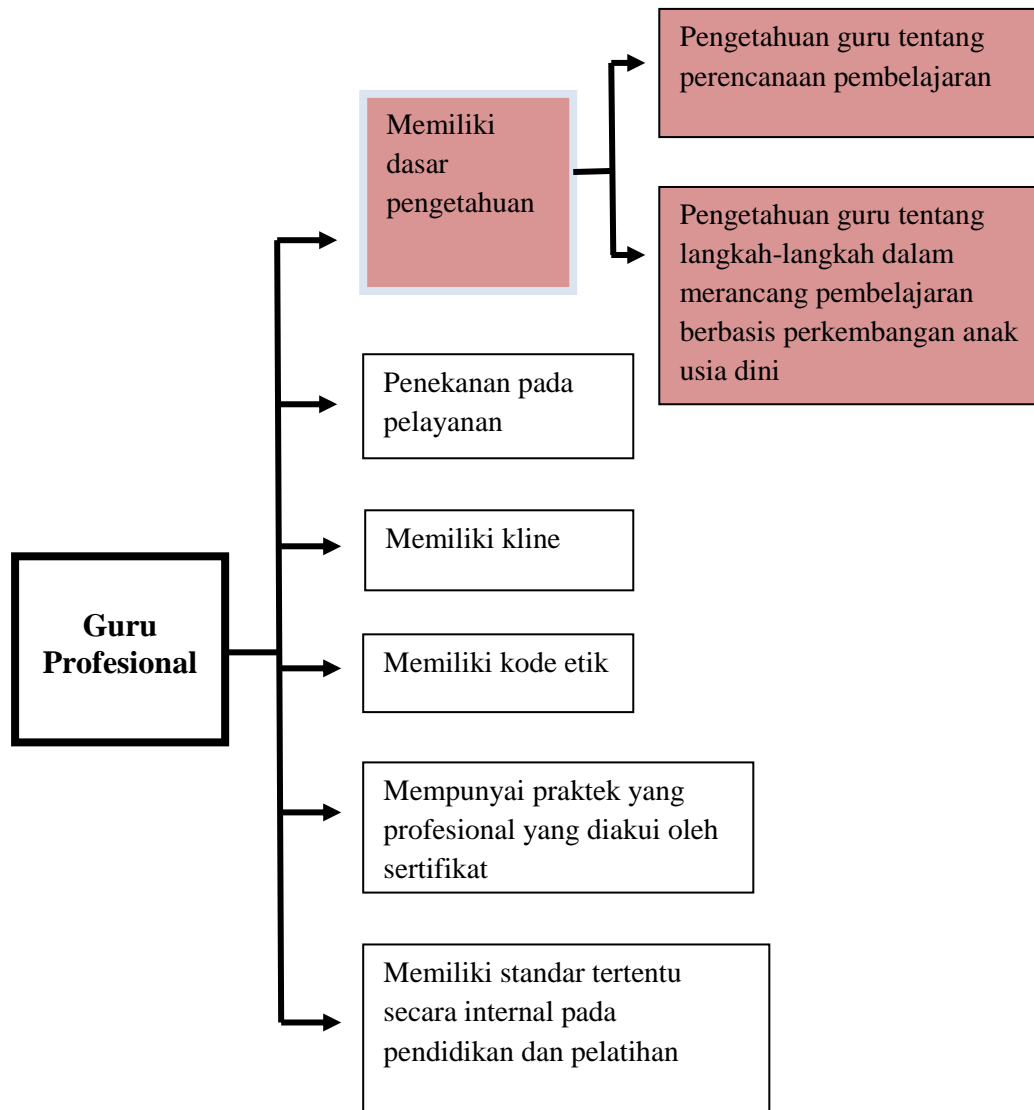 Pengetahuan guru tentang
perencanaan pembelajaran
Memiliki
dasar
pengetahuan
Pengetahuan guru tentang
langkah-langkah dalam
merancang pembelajaran
berbasis perkembangan anak
usia dini
Penekanan pada
pelayanan
Memiliki kline
Guru
Profesional
Memiliki kode etik
Mempunyai praktek yang
profesional yang diakui oleh
sertifikat
Memiliki standar tertentu
secara internal pada
pendidikan dan pelatihan